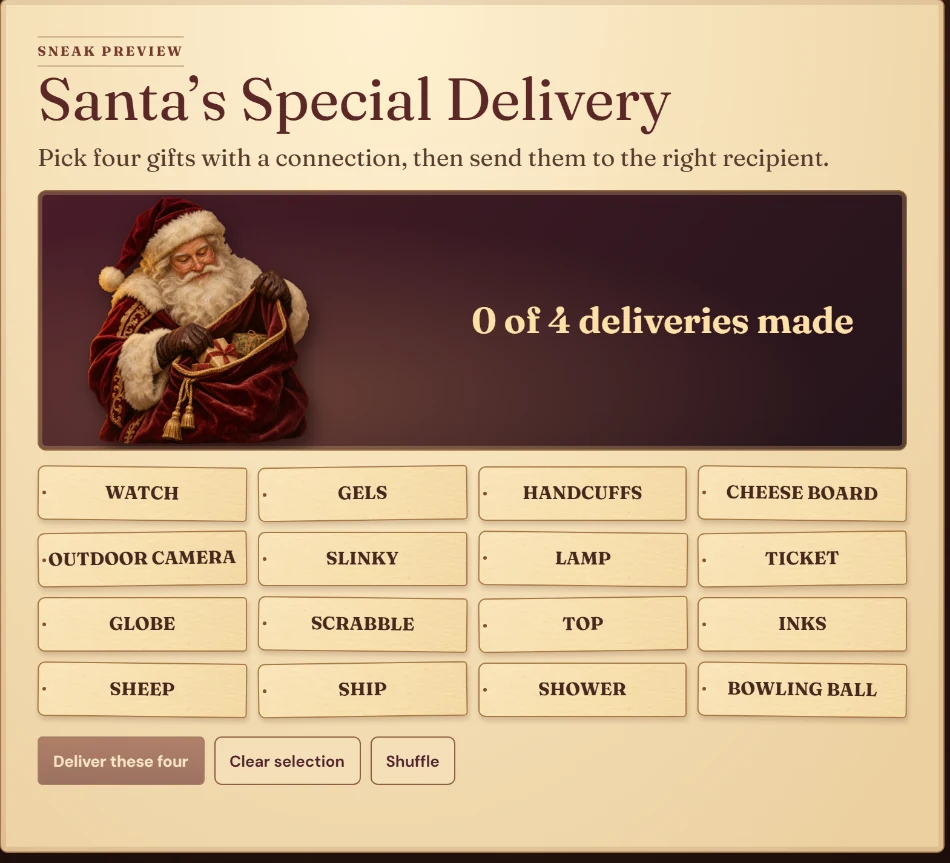 SNEAK PREVIEW
Santa’s Special Delivery
Pick four gifts with a connection, then send them to the right recipient.
0 of 4 deliveries made
WATCH GELS HANDCUFFS CHEESE BOARD
OUTDOOR CAMERA SLINKY LAMP TICKET
GLOBE SCRABBLE TOP INKS
SHEEP SHIP SHOWER BOWLING BALL
Deliver these four Clear selection Shuffle